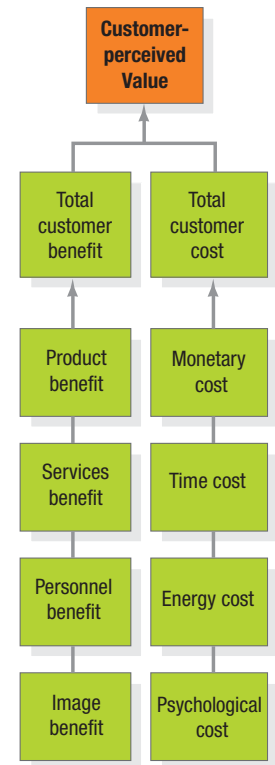 Customer-
perceived
Value
Total
customer
benefit
Total
customer
cost
Product
benefit
Monetary
cost
Services
benefit
Time cost
Personnel
benefit
Energy cost
Image
benefit
Psychological
cost